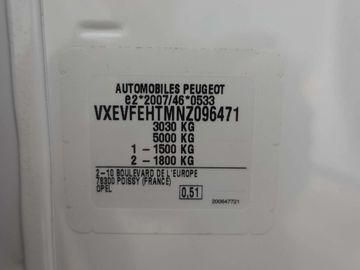 AUTOMOBILES PEUGEOT
e2*2007/46*0533
VXEVFEHTMNZ096471
3030 KG
5000 KG
1 - 1500 KG
2 - 1800 KG
2-10 BOULEVARD DE L'EUROPE
78300 POISSY (FRANCE)
OPEL
0.51
200647721